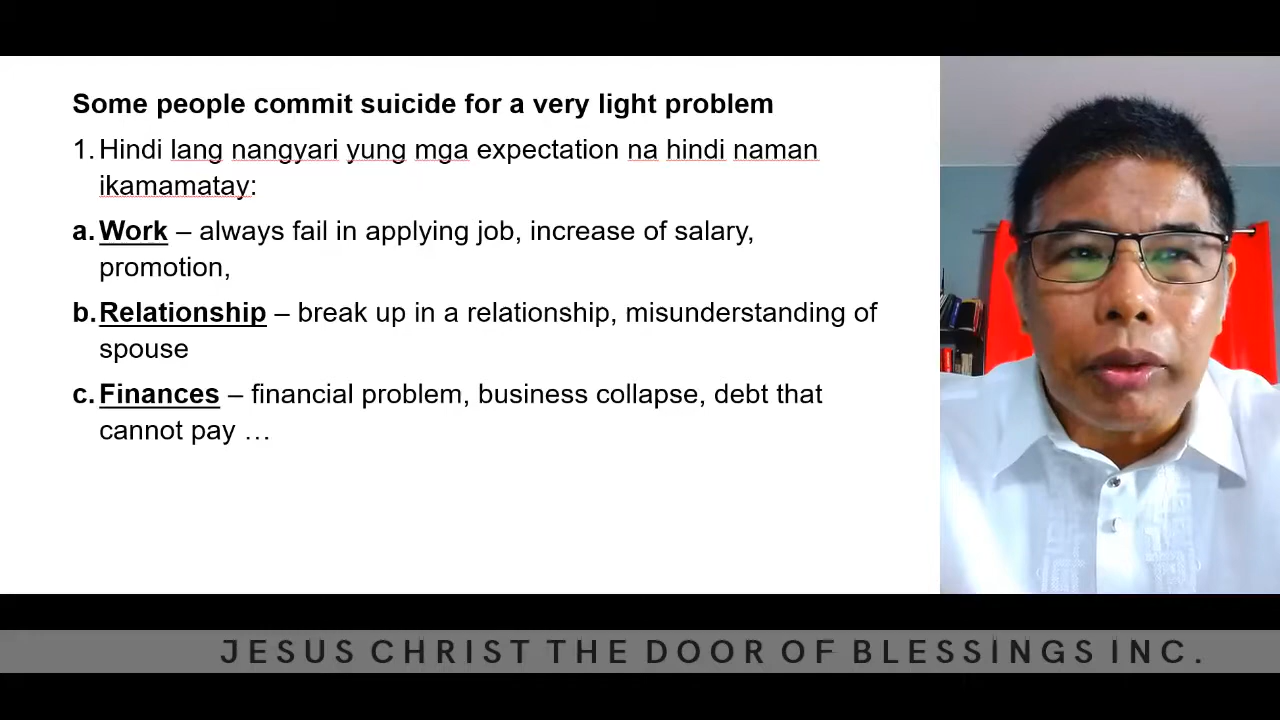 Some people commit suicide for a very light problem
1. Hindi lang nangyari yung mga expectation na hindi naman
ikamamatay:
a. Work – always fail in applying job, increase of salary,
promotion,
b. Relationship – break up in a relationship, misunderstanding of
spouse
c. Finances – financial problem, business collapse, debt that
cannot pay …
JESUS CHRIST THE DOOR OF BLESSINGS INC.